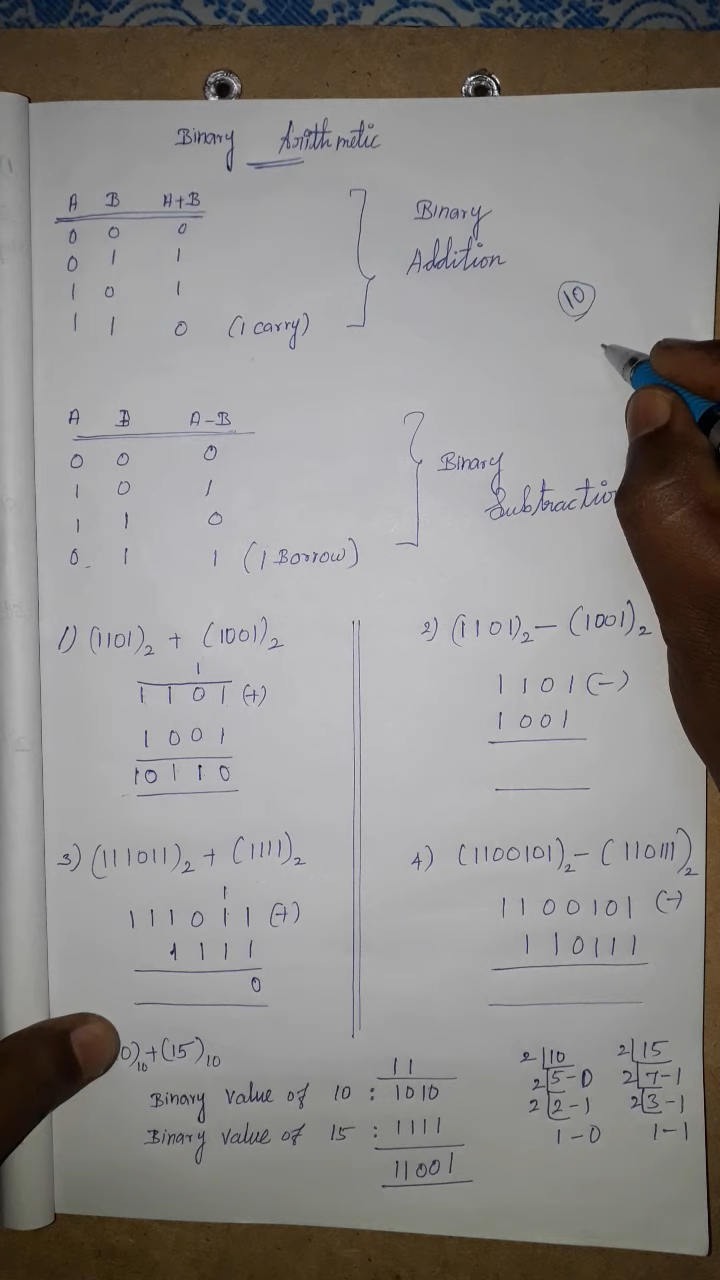 Binary Arithmetic
A B A+B
0 0 0
0 1 1
1 0 1
1 1 0 (1 carry)
Binary
Addition
10
A B A-B
0 0 0
1 0 1
1 1 0
0 1 1 (1 Borrow)
Binary
1) (1101)2 + (1001)2
1
1 1 0 1 (+)
1 0 0 1
1 0 1 1 0
2) (1101)2 - (1001)2
1 1 0 1 (-)
1 0 0 1
3) (111011)2 + (1111)2
1
1 1 1 0 1 1 (+)
1 1 1 1
0
4) (1100101)2 - (110111)2
1 1 0 0 1 0 1 (-)
1 1 0 1 1 1
0)10 + (15)10
1 1
Binary value of 10 : 1010
Binary value of 15 : 1111
11001
2 10
2 5-0
2 2-1
1-0
2 15
2 7-1
2 3-1
1-1